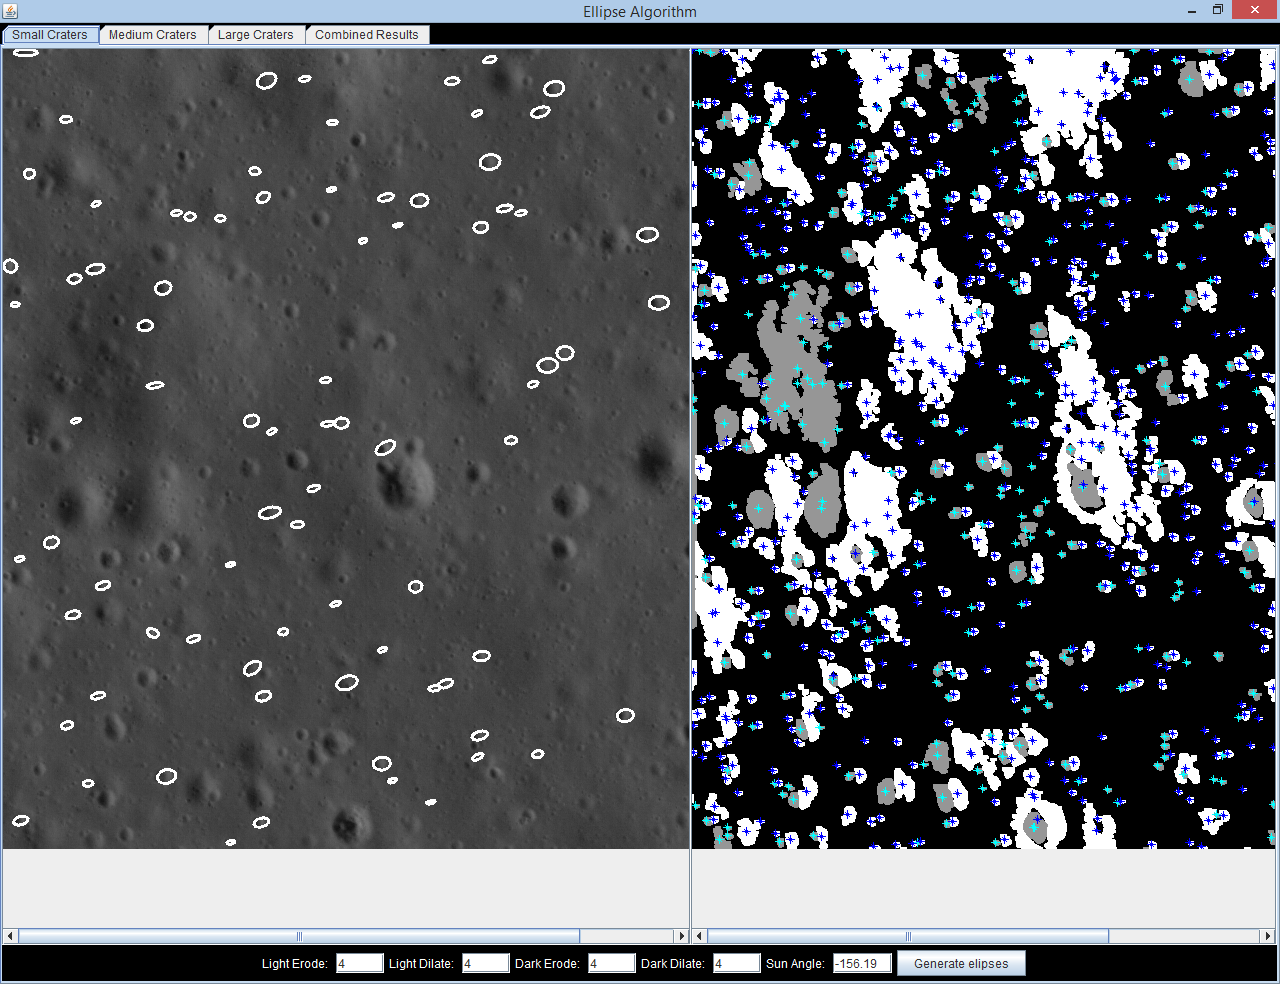 Ellipse Algorithm
Small Craters Medium Craters Large Craters Combined Results
Light Erode: 4 Light Dilate: 4 Dark Erode: 4 Dark Dilate: 4 Sun Angle: -156.19 Generate elipses